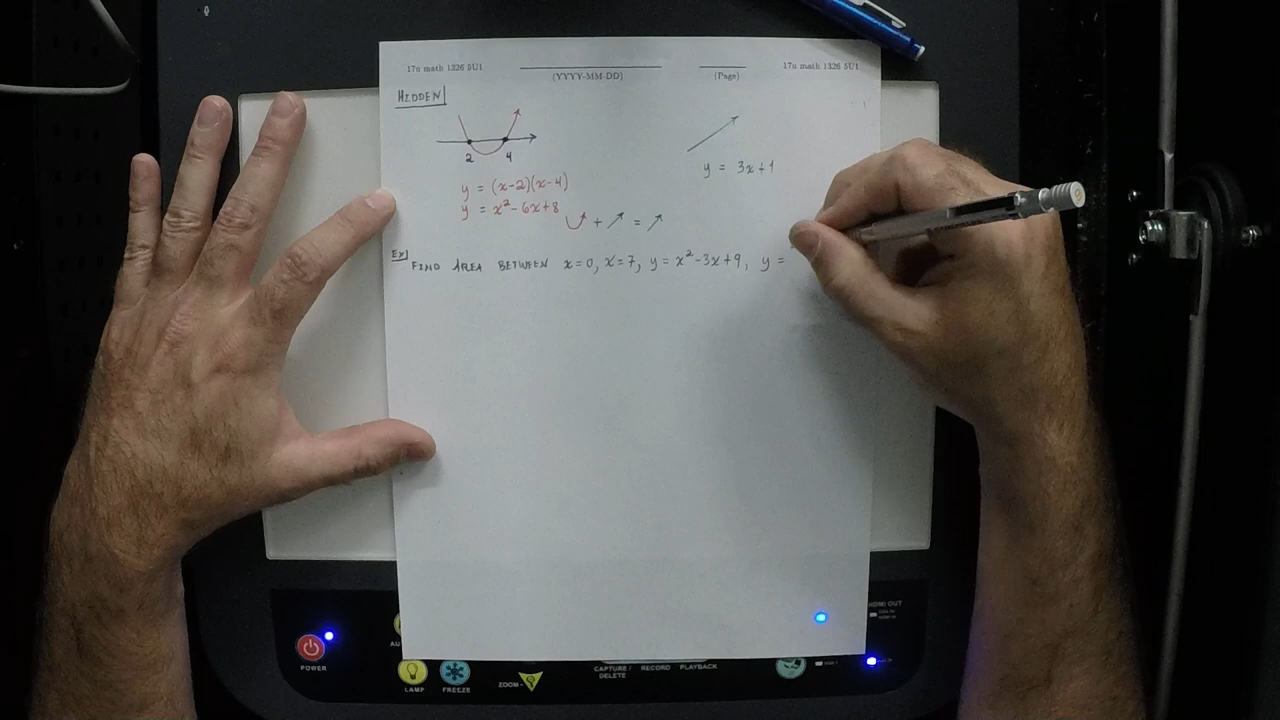 17u math 1326 5U1
(YYYY-MM-DD)
(Page)
17u math 1326 5U1
HIDDEN
2 4
y = (x-2)(x-4)
y = x²-6x+8
y = 3x+1
+ =
Ex FIND AREA BETWEEN x=0, x=7, y=x²-3x+9, y=
POWER
LAMP
FREEZE
ZOOM
CAPTURE / DELETE
RECORD
PLAYBACK
HDMI OUT